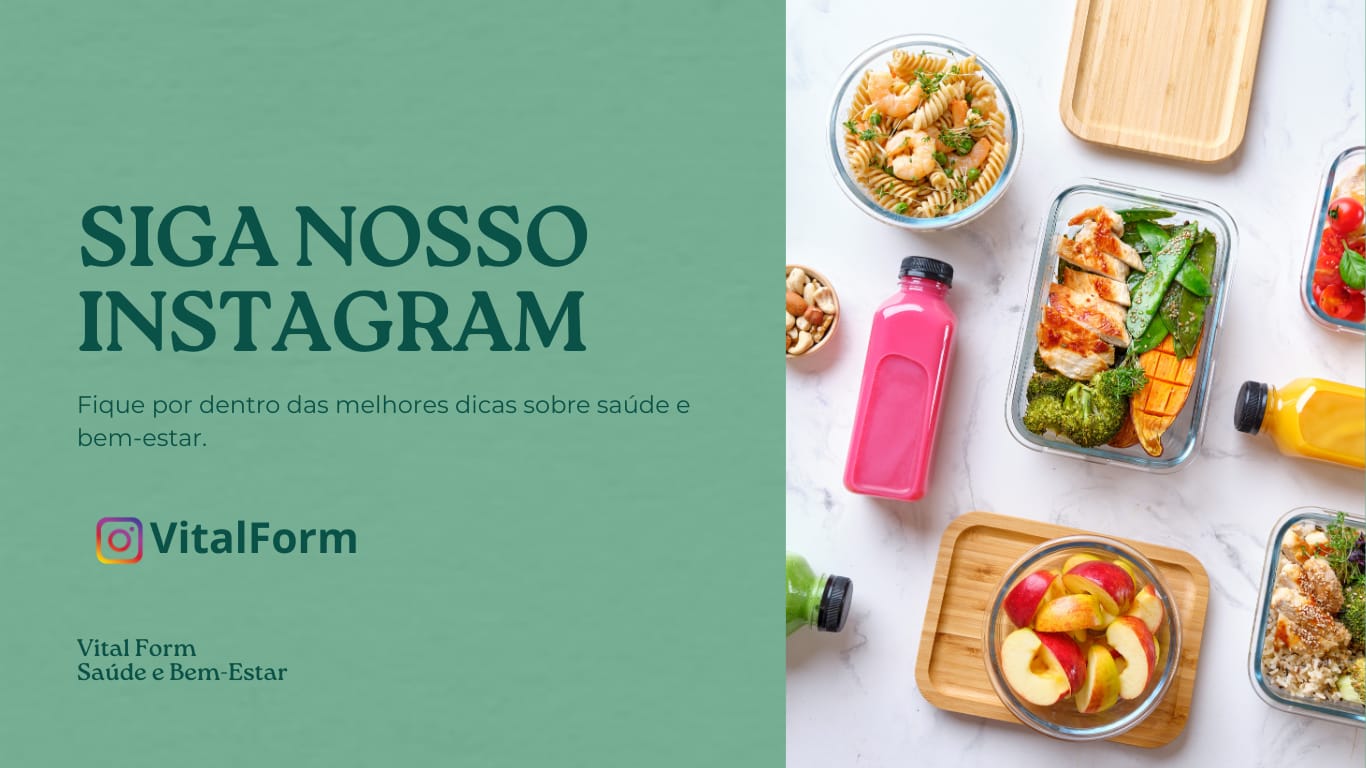 SIGA NOSSO
INSTAGRAM
Fique por dentro das melhores dicas sobre saúde e
bem-estar.
VitalForm
Vital Form
Saúde e Bem-Estar